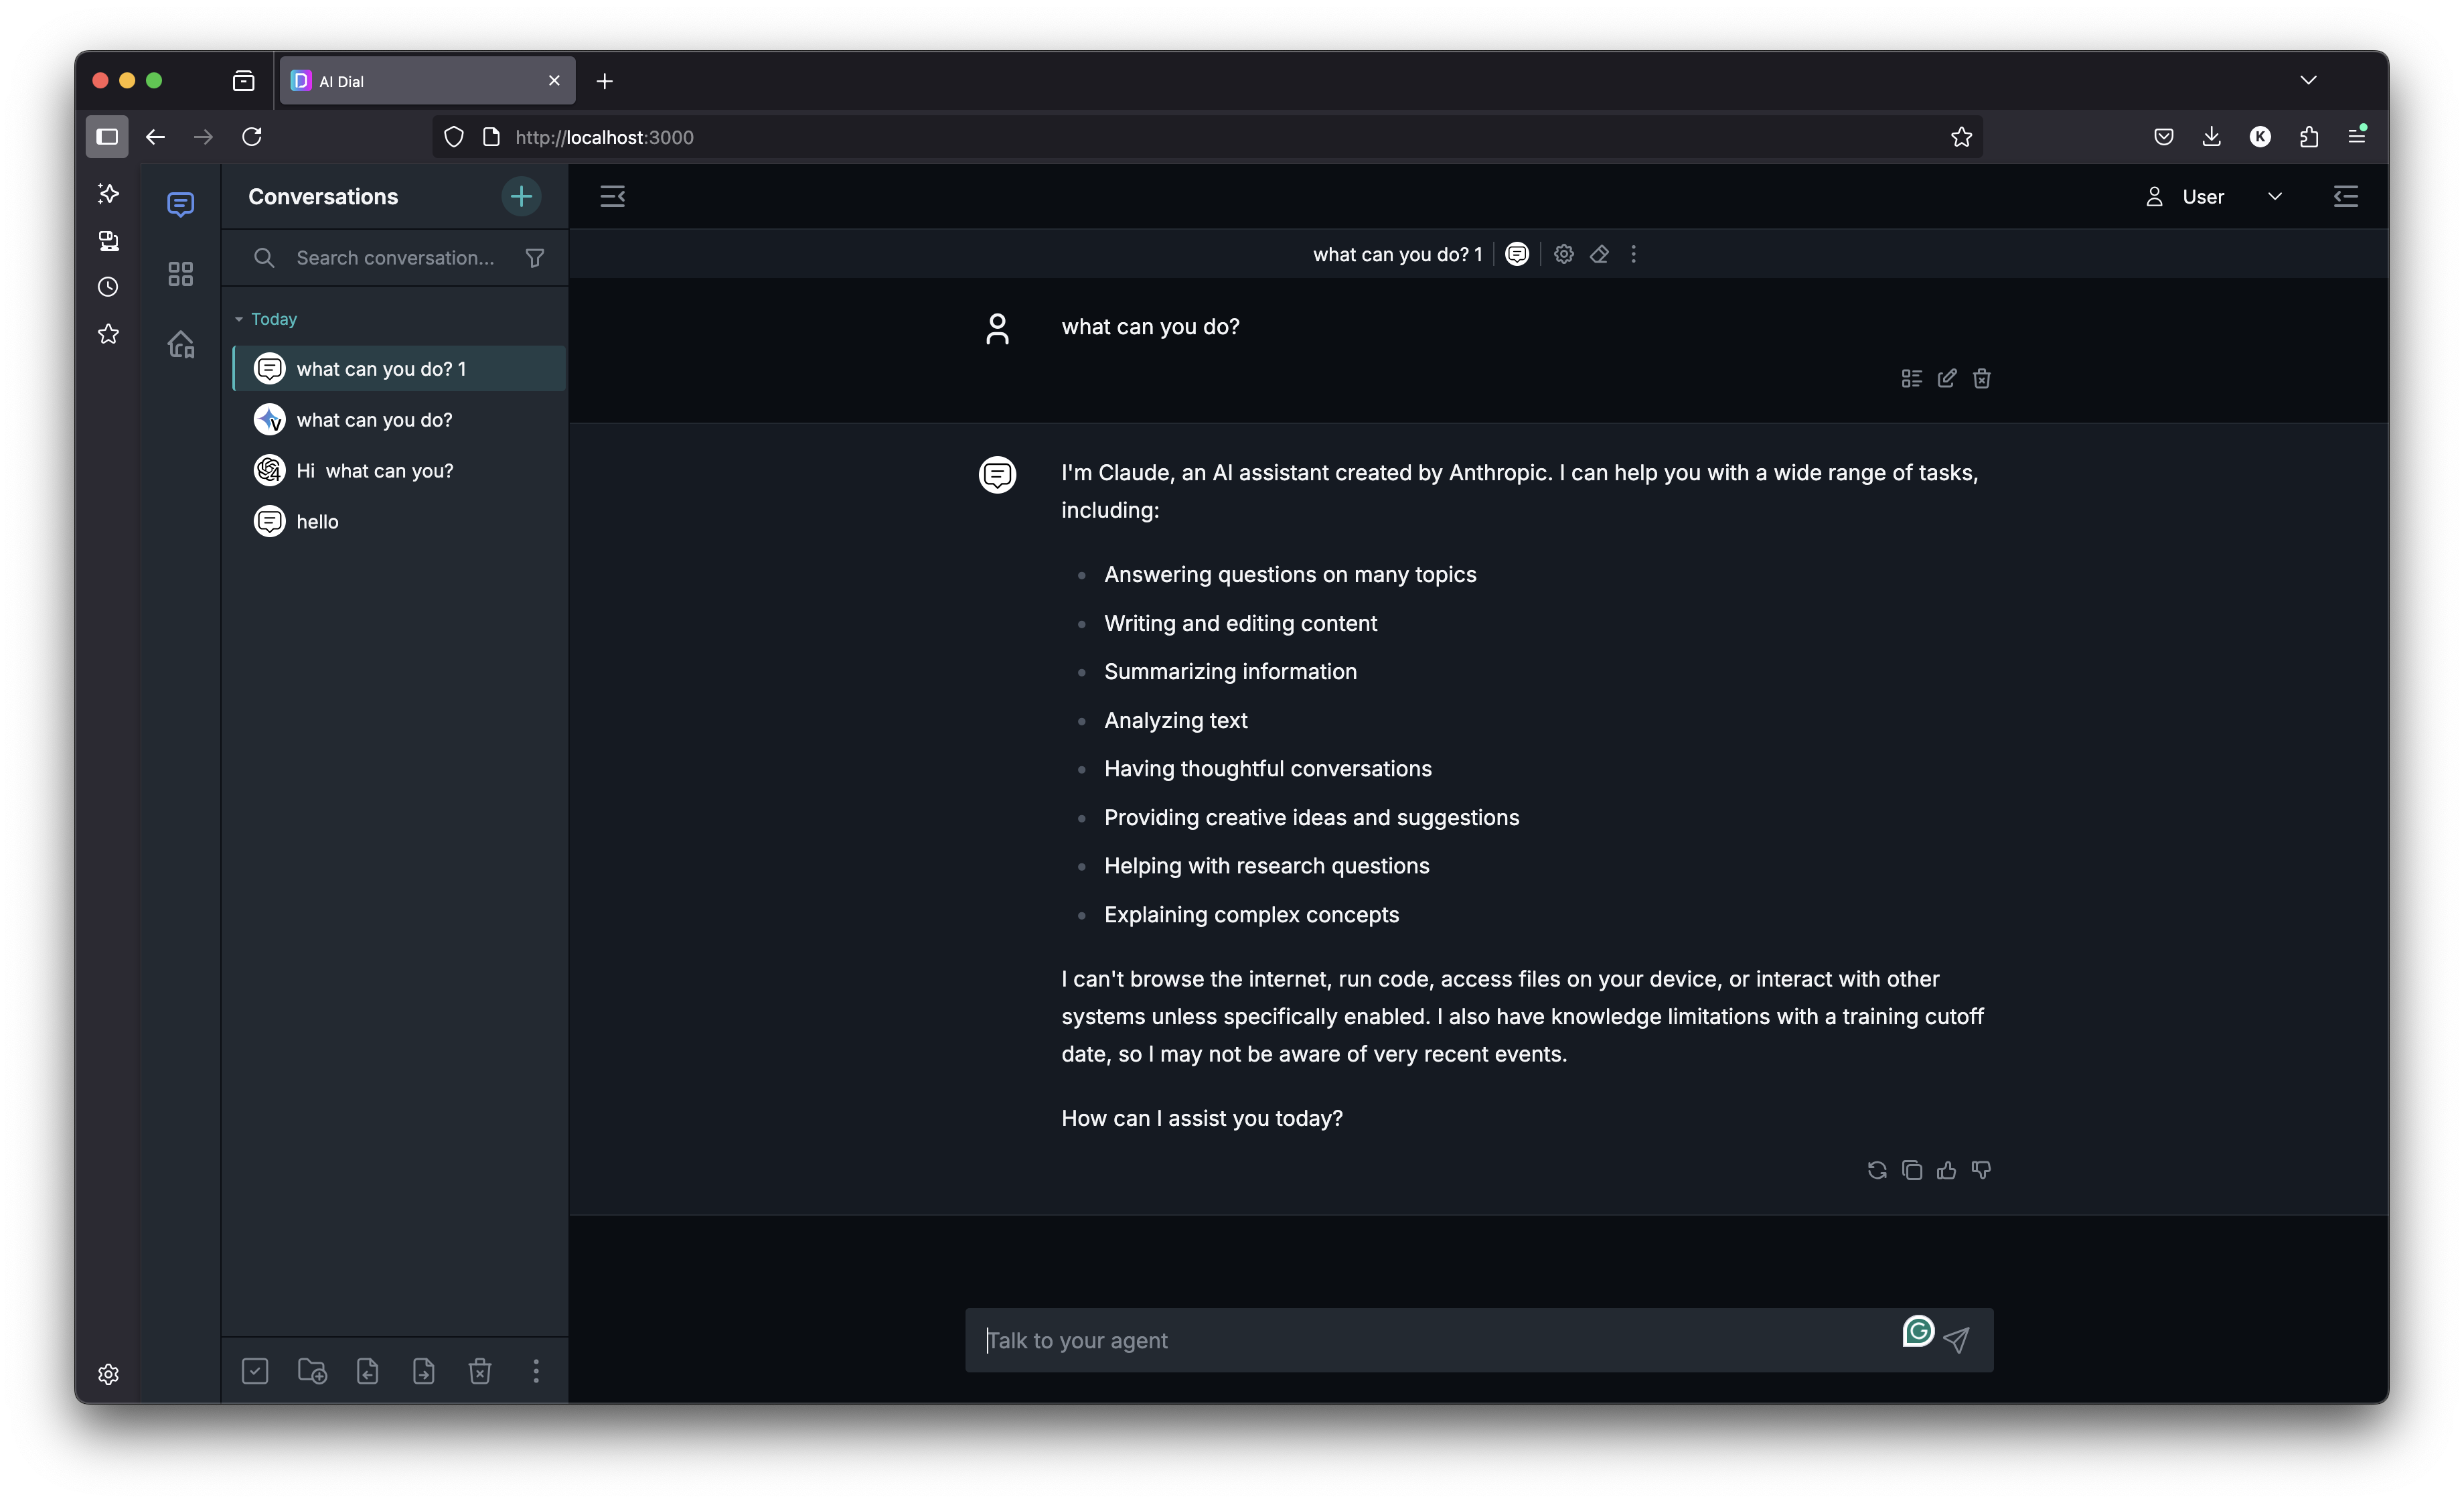 AI Dial
http://localhost:3000
K
Conversations
User
Search conversation...
what can you do? 1
Today
what can you do? 1
what can you do?
Hi  what can you?
hello
what can you do?
I'm Claude, an AI assistant created by Anthropic. I can help you with a wide range of tasks,
including:
Answering questions on many topics
Writing and editing content
Summarizing information
Analyzing text
Having thoughtful conversations
Providing creative ideas and suggestions
Helping with research questions
Explaining complex concepts
I can't browse the internet, run code, access files on your device, or interact with other
systems unless specifically enabled. I also have knowledge limitations with a training cutoff
date, so I may not be aware of very recent events.
How can I assist you today?
Talk to your agent